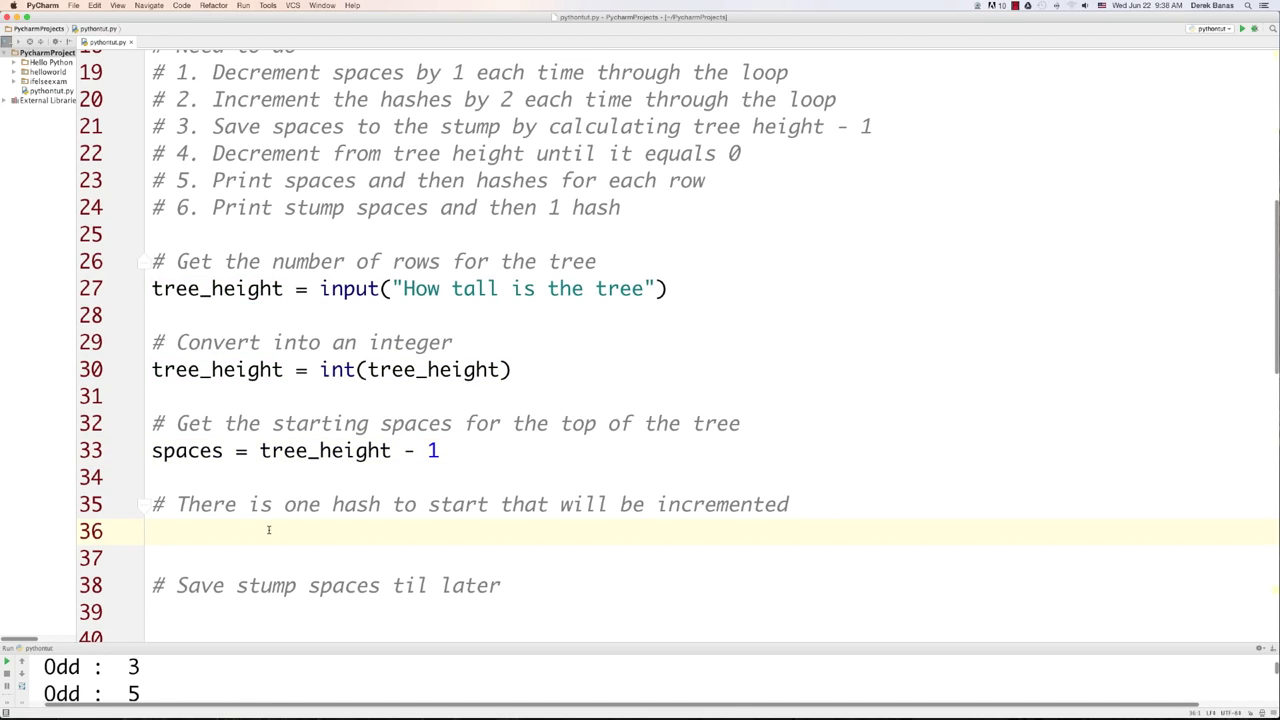 PyCharm File Edit View Navigate Code Refactor Run Tools VCS Window Help
10 Wed Jun 22 9:38 AM Derek Banas
pythontut.py - PycharmProjects - [~/PycharmProjects]
PycharmProjects pythontut.py
pythontut
pythontut.py
PycharmProject
Hello Python
helloworld
ifelseexam
pythontut.py
External Librarie
18 # Need to do
19 # 1. Decrement spaces by 1 each time through the loop
20 # 2. Increment the hashes by 2 each time through the loop
21 # 3. Save spaces to the stump by calculating tree height - 1
22 # 4. Decrement from tree height until it equals 0
23 # 5. Print spaces and then hashes for each row
24 # 6. Print stump spaces and then 1 hash
25
26 # Get the number of rows for the tree
27 tree_height = input("How tall is the tree")
28
29 # Convert into an integer
30 tree_height = int(tree_height)
31
32 # Get the starting spaces for the top of the tree
33 spaces = tree_height - 1
34
35 # There is one hash to start that will be incremented
36
37
38 # Save stump spaces til later
39
40
Run pythontut
Odd : 3
Odd : 5
36:1 LF÷ UTF-8÷